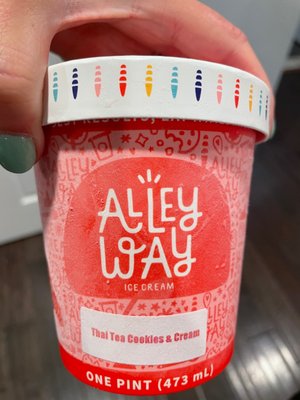 ALLEY
WAY
ICE CREAM
Thai Tea Cookies & Cream
ONE PINT (473 mL)